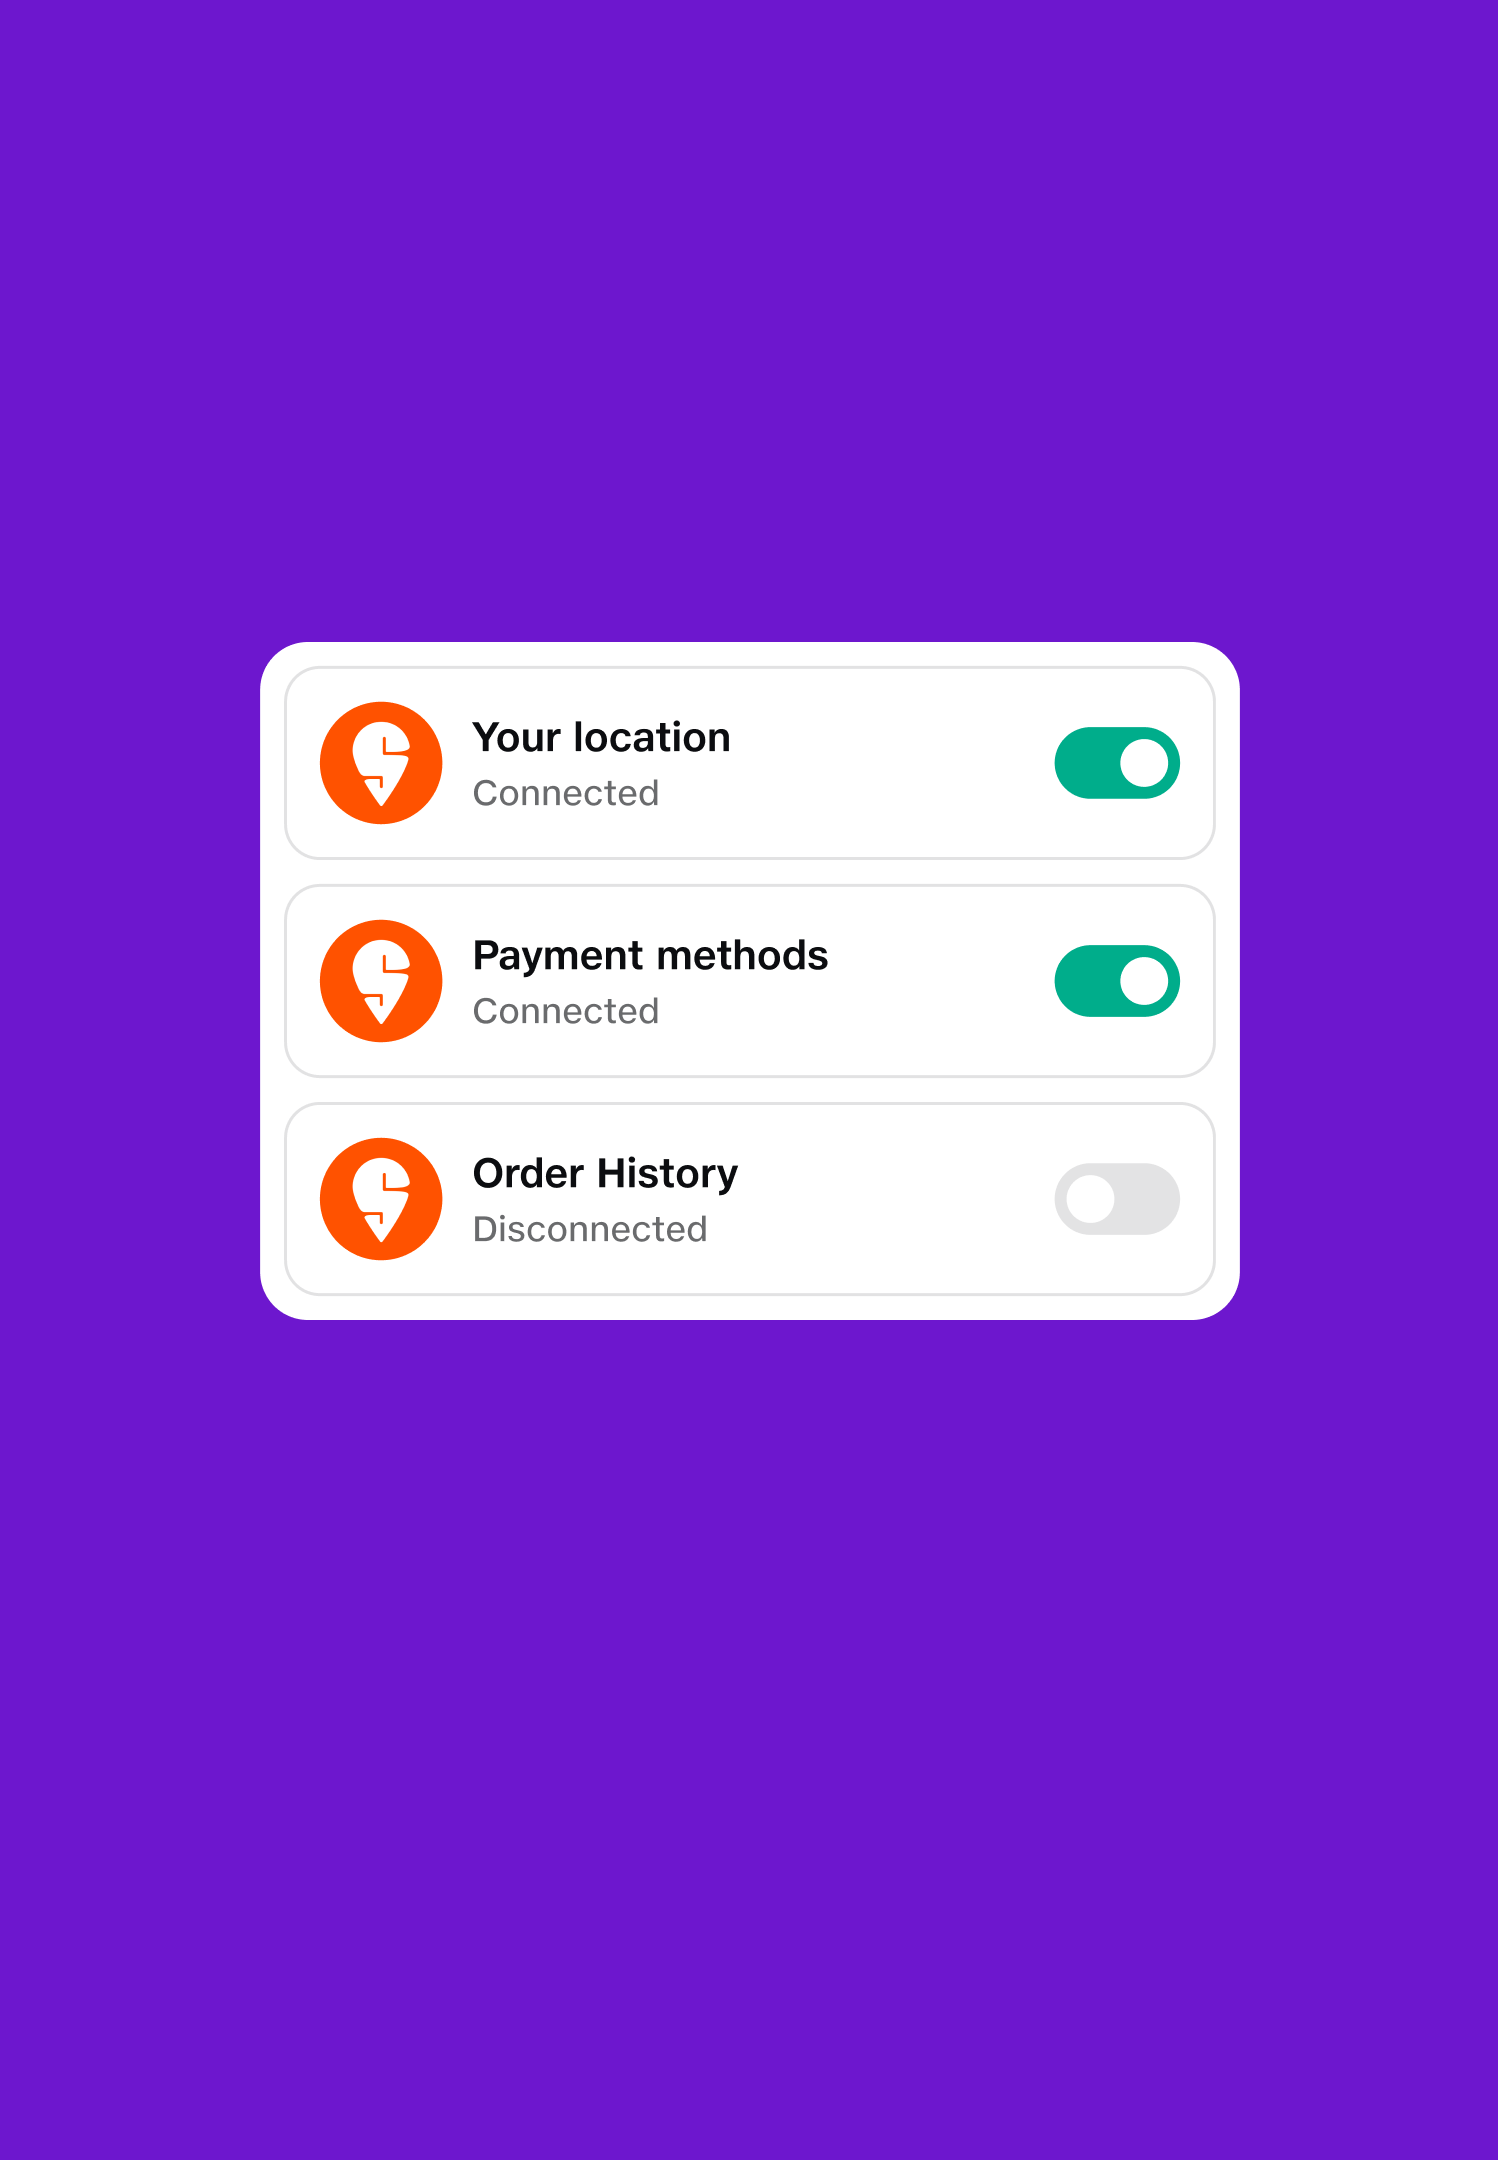 Your location
Connected
Payment methods
Connected
Order History
Disconnected